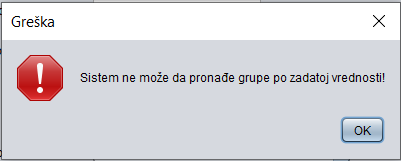 Greška
Sistem ne može da pronađe grupe po zadatoj vrednosti!
OK